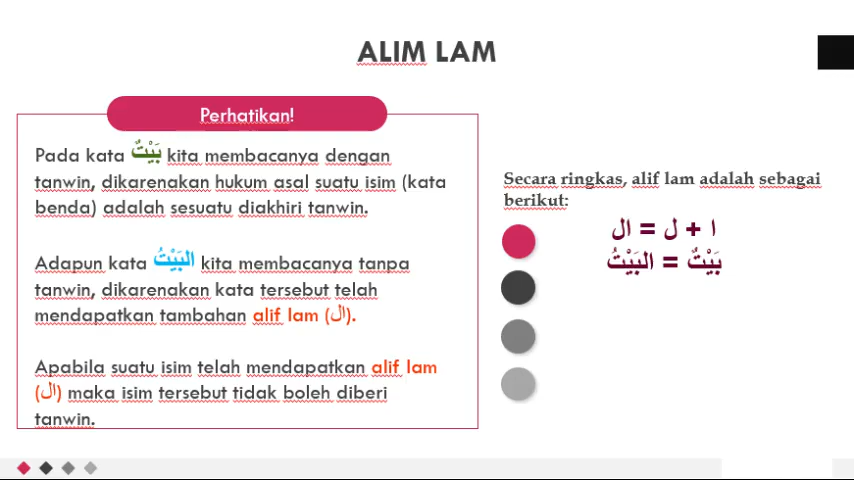 ALIM LAM
Perhatikan!
Pada kata بَيْتٌ kita membacanya dengan
tanwin, dikarenakan hukum asal suatu isim (kata
benda) adalah sesuatu diakhiri tanwin.
Adapun kata البَيْتُ kita membacanya tanpa
tanwin, dikarenakan kata tersebut telah
mendapatkan tambahan alif lam (ال).
Apabila suatu isim telah mendapatkan alif lam
(ال) maka isim tersebut tidak boleh diberi
tanwin.
Secara ringkas, alif lam adalah sebagai
berikut:
ا + ل = ال
بَيْتٌ = البَيْتُ